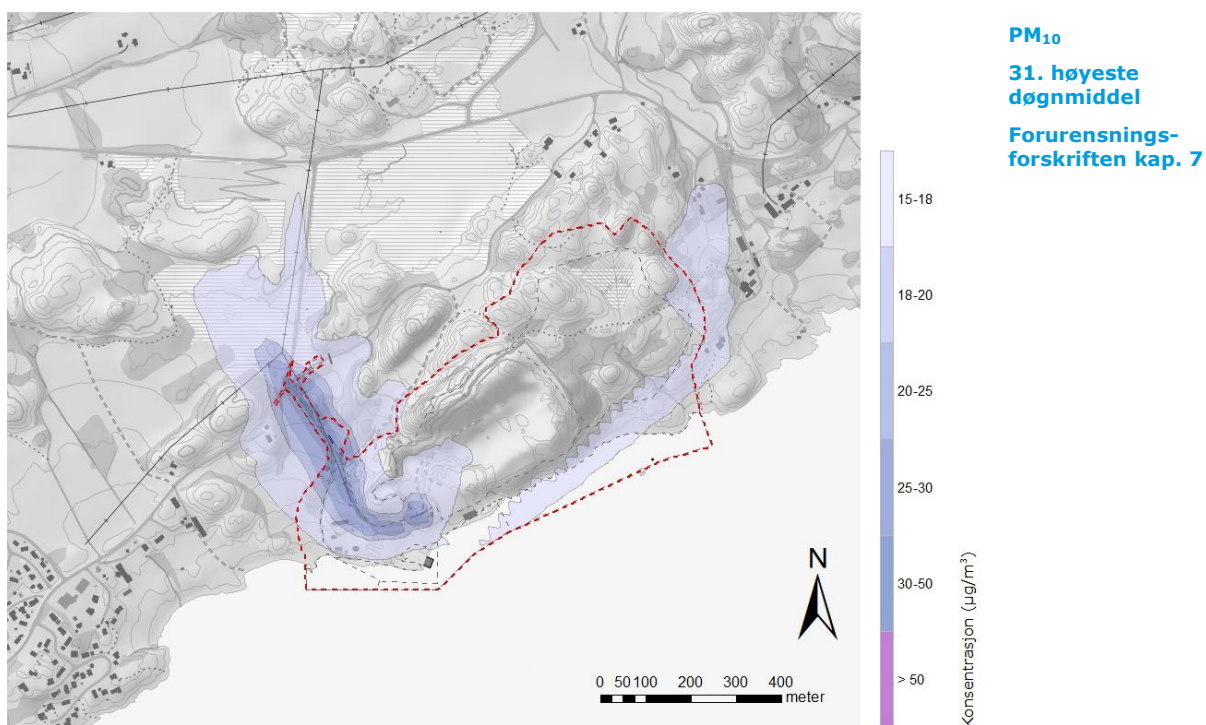 PM₁₀
31. høyeste
døgnmiddel
Forurensnings-
forskriften kap. 7
15-18
18-20
20-25
25-30
30-50
> 50
Konsentrasjon (µg/m³)
N
0 50 100 200 300 400
meter